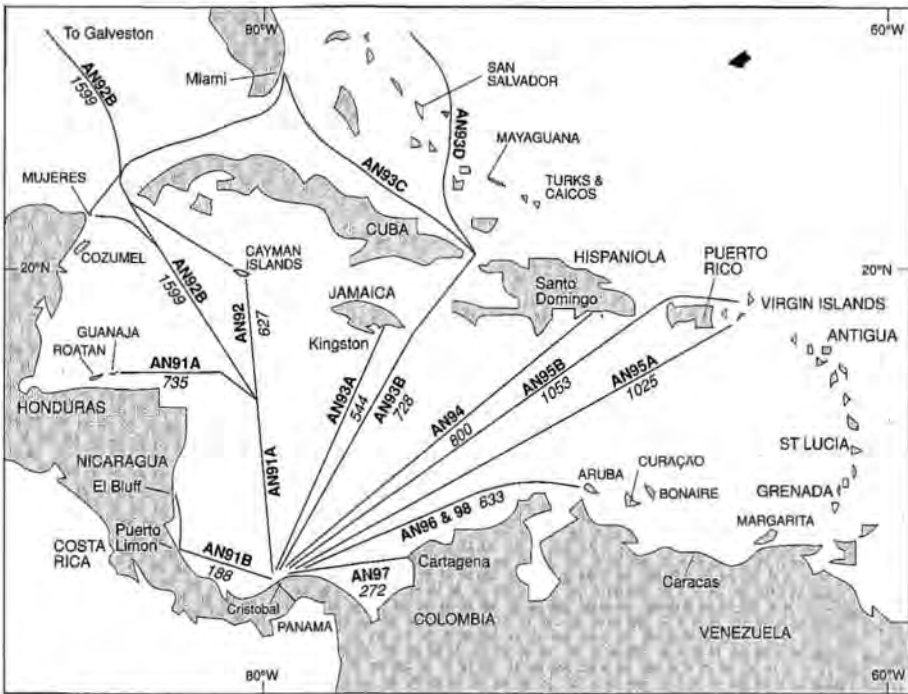 80°W
60°W
To Galveston
Miami
SAN
SALVADOR
AN92B
1599
AN93D
MAYAGUANA
AN93C
TURKS &
CAICOS
MUJERES
CUBA
COZUMEL
CAYMAN
ISLANDS
HISPANIOLA
PUERTO
RICO
20°N
20°N
AN92B
1599
JAMAICA
Santo
Domingo
VIRGIN ISLANDS
AN92
627
Kingston
ANTIGUA
GUANAJA
ROATAN
AN91A
735
AN93A
544
AN93B
728
AN94
800
AN95B
1053
AN95A
1025
HONDURAS
ST LUCIA
NICARAGUA
El Bluff
AN91A
ARUBA
CURAÇAO
BONAIRE
GRENADA
AN96 & 98 633
MARGARITA
Puerto
Limon
COSTA
RICA
AN91B
188
Cartagena
AN97
272
Caracas
Cristobal
PANAMA
COLOMBIA
VENEZUELA
80°W
60°W